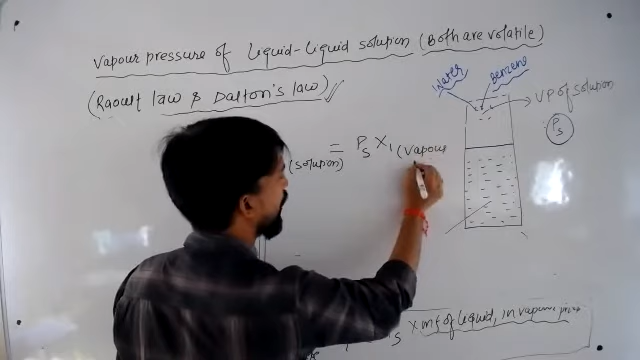 Vapour pressure of liquid-liquid solution (Both are volatile)
(Raoult law & Dalton's law)
Water
Benzene
VP of solution
Ps
(solution) = Ps X1 (Vapour
s X mf of liquid, in vapour